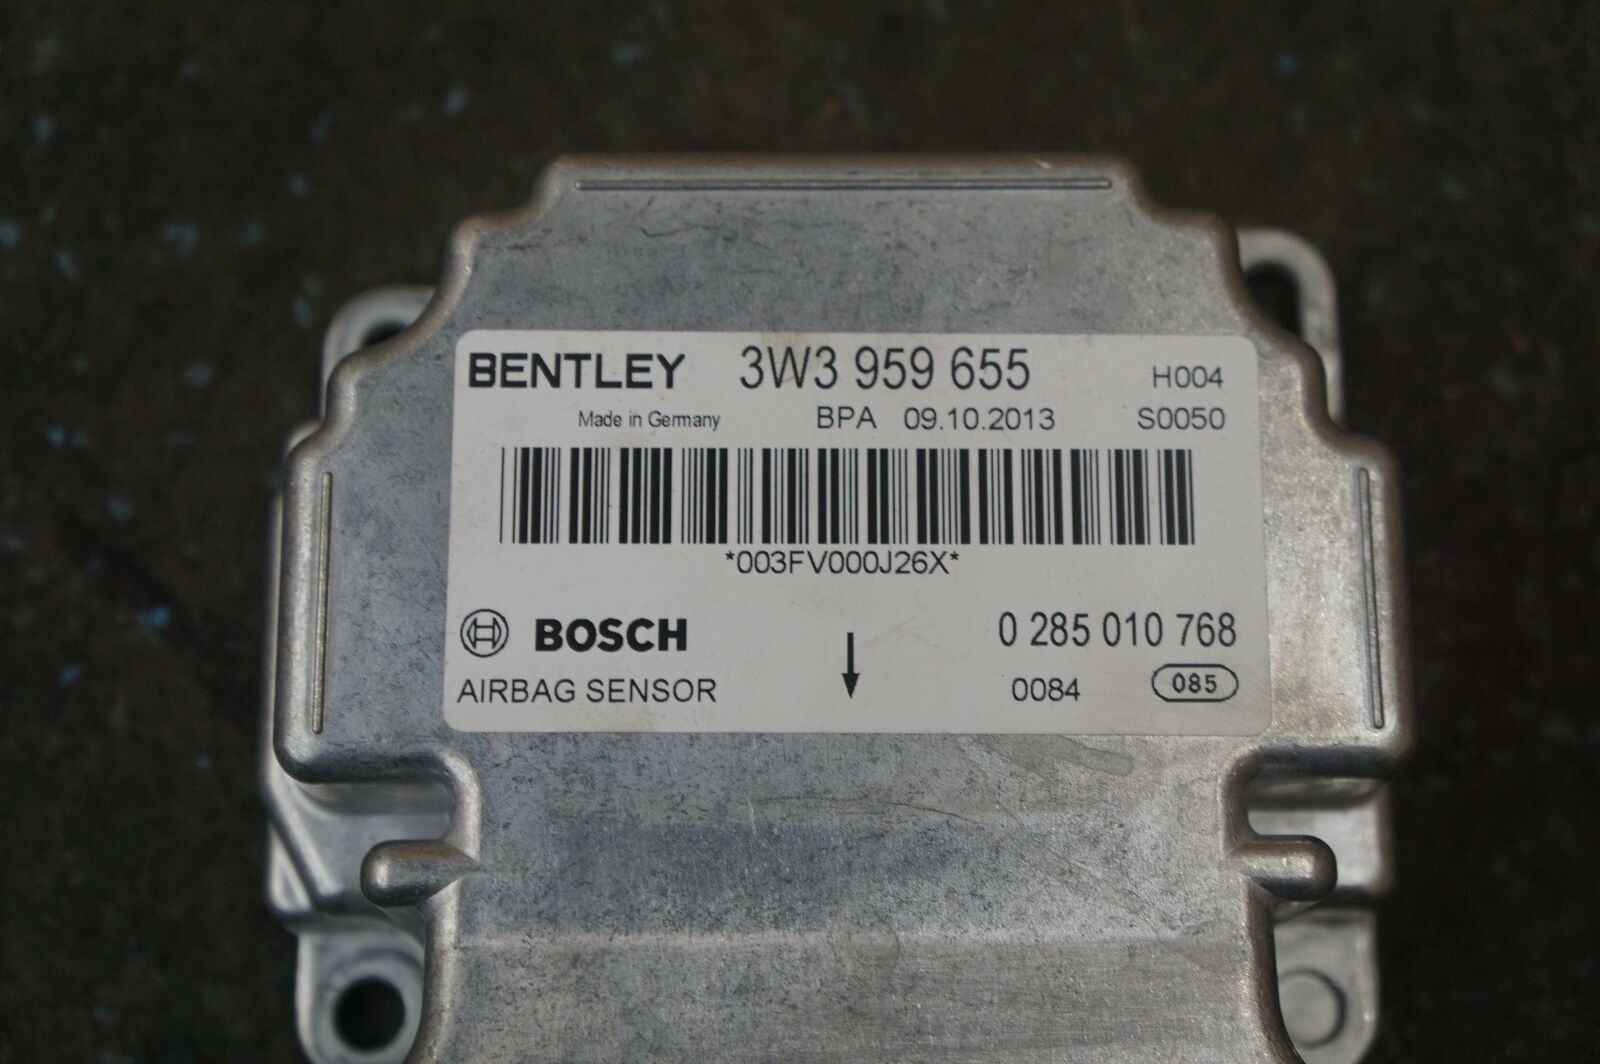 BENTLEY 3W3 959 655 H004
Made in Germany BPA 09.10.2013 S0050
*003FV000J26X*
BOSCH 0 285 010 768
AIRBAG SENSOR 0084 085